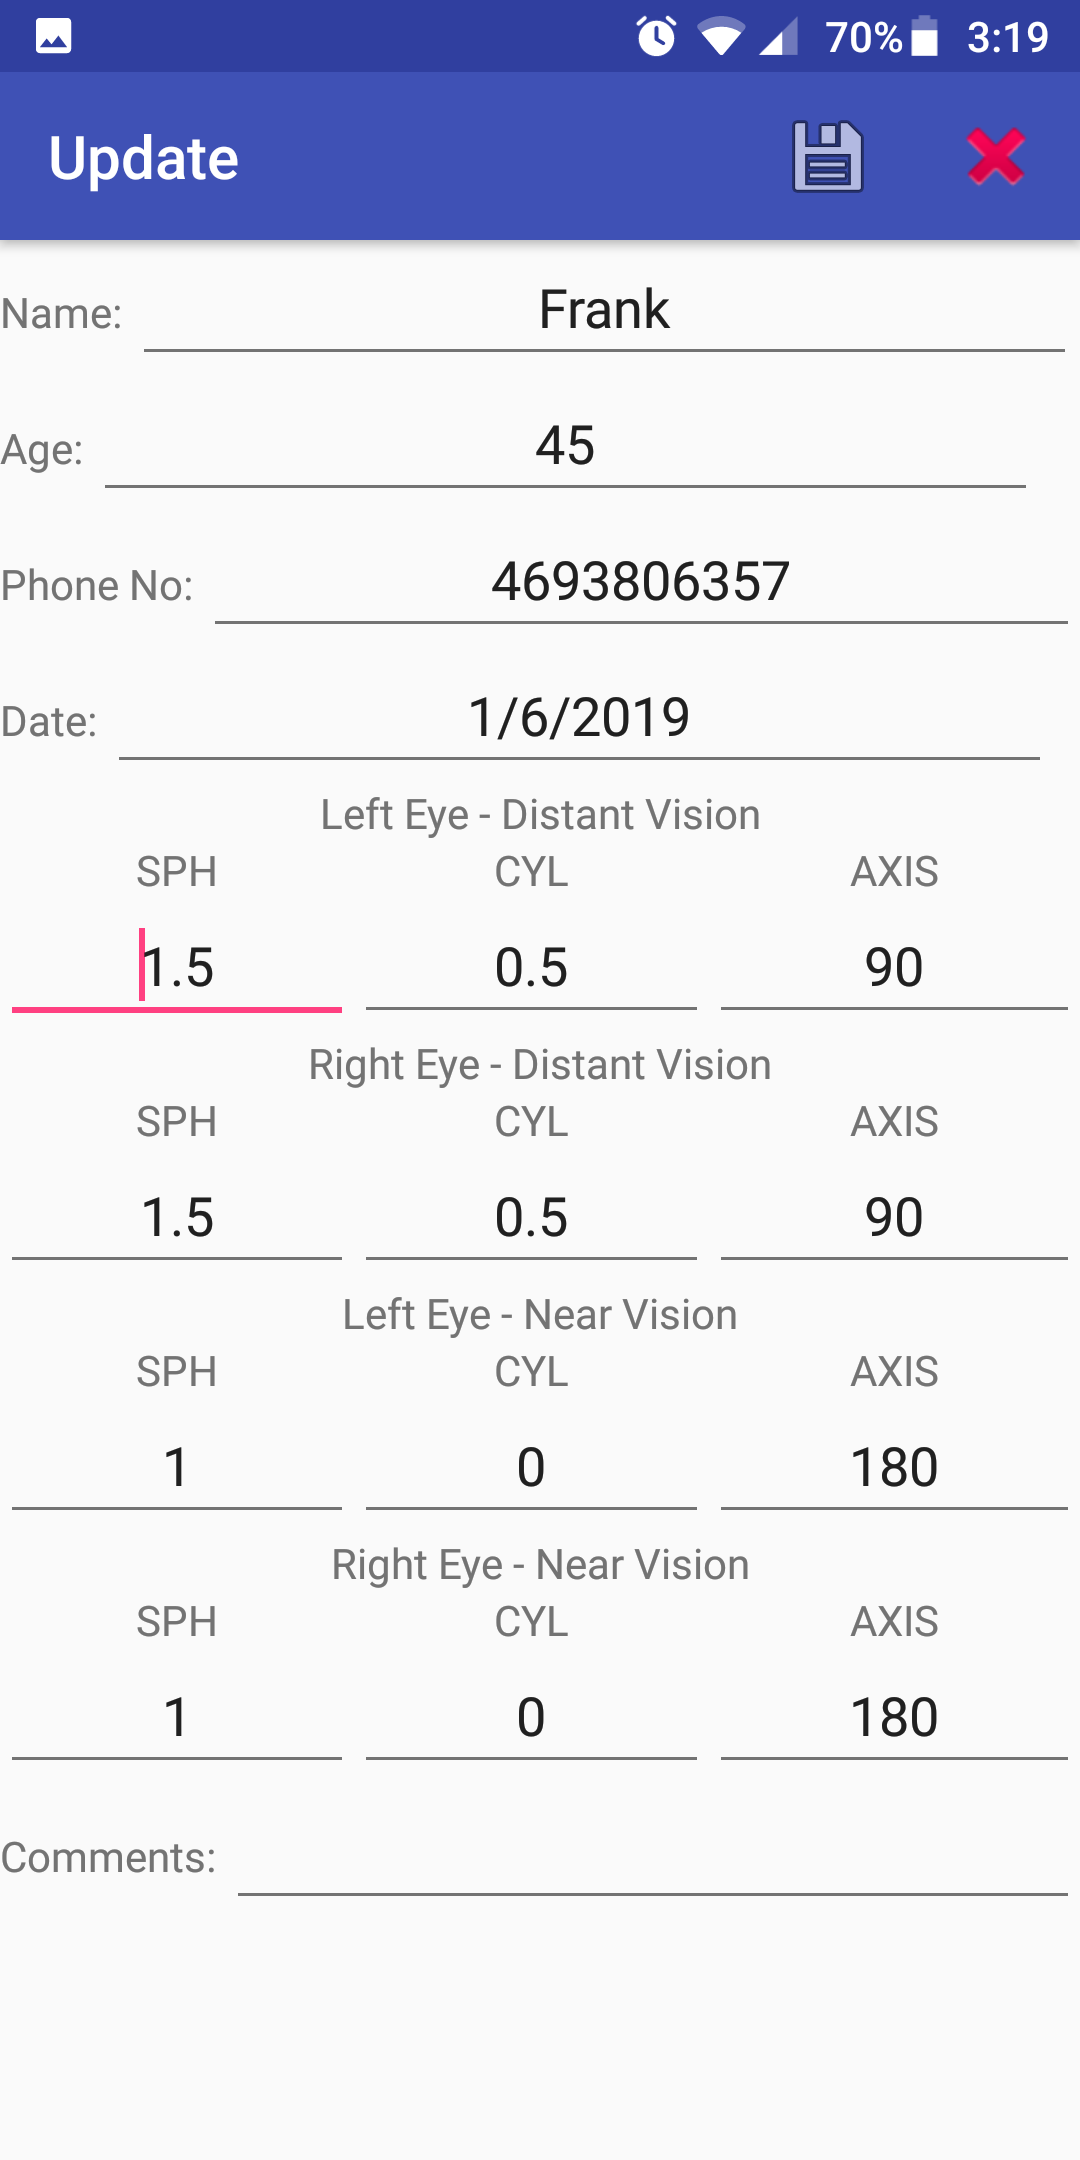 70% 3:19
Update
Name: Frank
Age: 45
Phone No: 4693806357
Date: 1/6/2019
Left Eye - Distant Vision
SPH CYL AXIS
1.5 0.5 90
Right Eye - Distant Vision
SPH CYL AXIS
1.5 0.5 90
Left Eye - Near Vision
SPH CYL AXIS
1 0 180
Right Eye - Near Vision
SPH CYL AXIS
1 0 180
Comments: